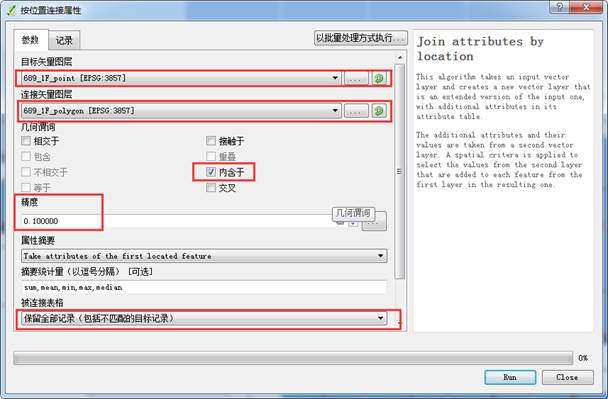 按位置连接属性
参数
记录
以批量处理方式执行...
目标矢量图层
689_1F_point [EPSG:3857]
...
连接矢量图层
689_1F_polygon [EPSG:3857]
...
几何谓词
相交于
接触于
包含
重叠
不相交于
内含于
等于
交叉
精度
几何谓词
0.100000
...
属性摘要
Take attributes of the first located feature
摘要统计量（以逗号分隔） [可选]
sum,mean,min,max,median
被连接表格
保留全部记录（包括不匹配的目标记录）
Join attributes by
location
This algorithm takes an input vector
layer and creates a new vector layer that
is an extended version of the input one,
with additional attributes in its
attribute table.
The additional attributes and their
values are taken from a second vector
layer. A spatial criteria is applied to
select the values from the second layer
that are added to each feature from the
first layer in the resulting one.
0%
Run
Close